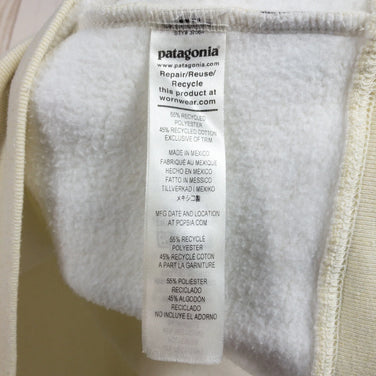 patagonia
www.patagonia.com
Repair/Reuse/
Recycle
this product at
wornwear.com
55% RECYCLED
POLYESTER
45% RECYCLED COTTON
EXCLUSIVE OF TRIM
MADE IN MEXICO
FABRIQUÉ AU MEXIQUE
HECHO EN MEXICO
FATTO IN MESSICO
TILLVERKAD I MEXIKO
メキシコ製
MFG DATE AND LOCATION
AT POPSIA.COM
55% RECYCLE
POLYESTER
45% RECYCLE COTON
A PART LA GARNITURE
55% POLIESTER
RECICLADO
45% ALGODÓN
RECICLADO
NO INCLUYE EL ADORNO